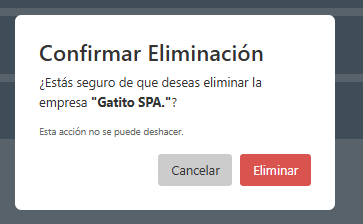 Confirmar Eliminación
¿Estás seguro de que deseas eliminar la
empresa "Gatito SPA."?
Esta acción no se puede deshacer.
Cancelar
Eliminar